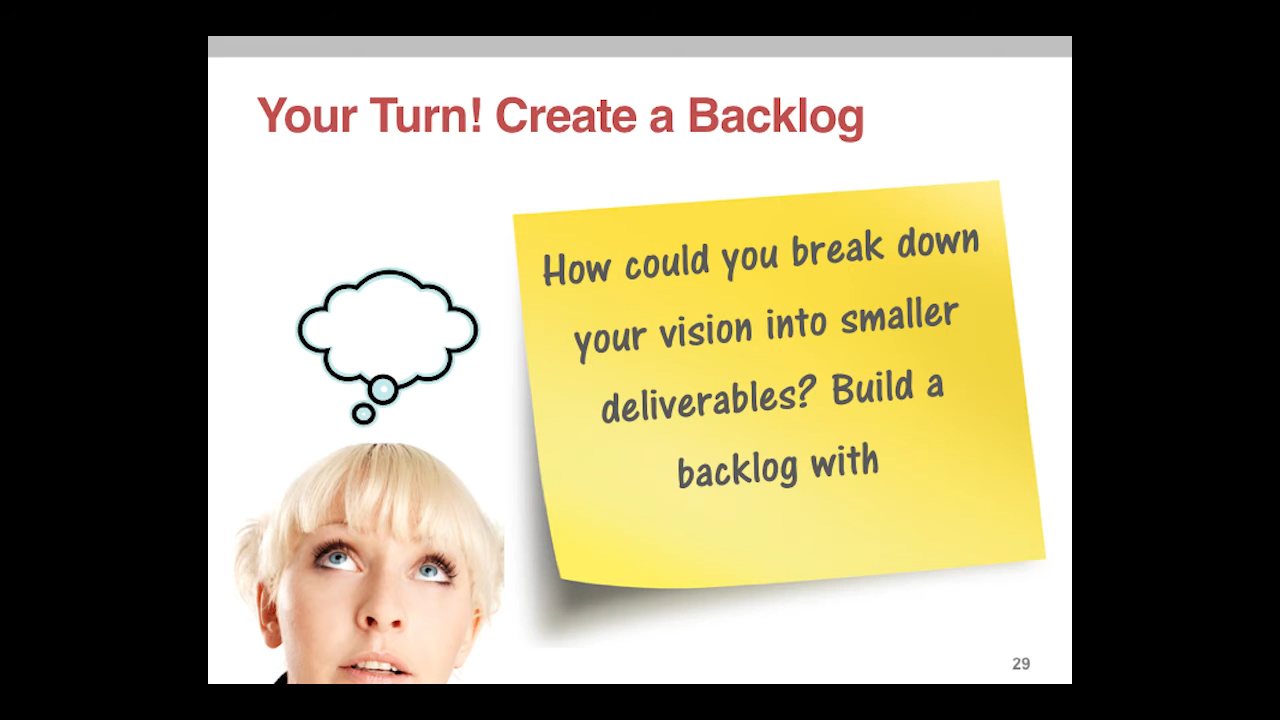 Your Turn! Create a Backlog
How could you break down
your vision into smaller
deliverables? Build a
backlog with
29